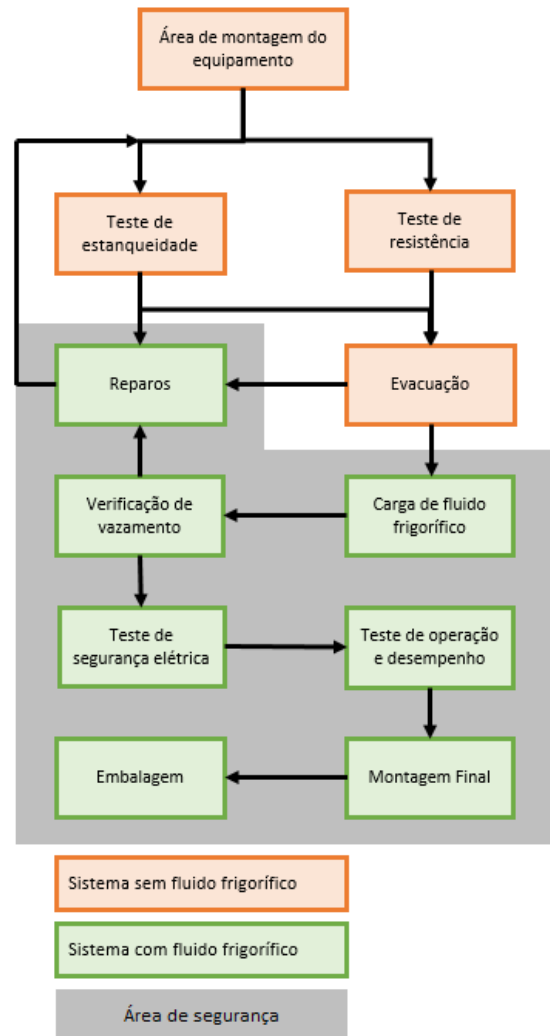 Área de montagem do
equipamento
Teste de
estanqueidade
Teste de
resistência
Reparos
Evacuação
Verificação de
vazamento
Carga de fluido
frigorífico
Teste de
segurança elétrica
Teste de operação
e desempenho
Embalagem
Montagem Final
Sistema sem fluido frigorífico
Sistema com fluido frigorífico
Área de segurança